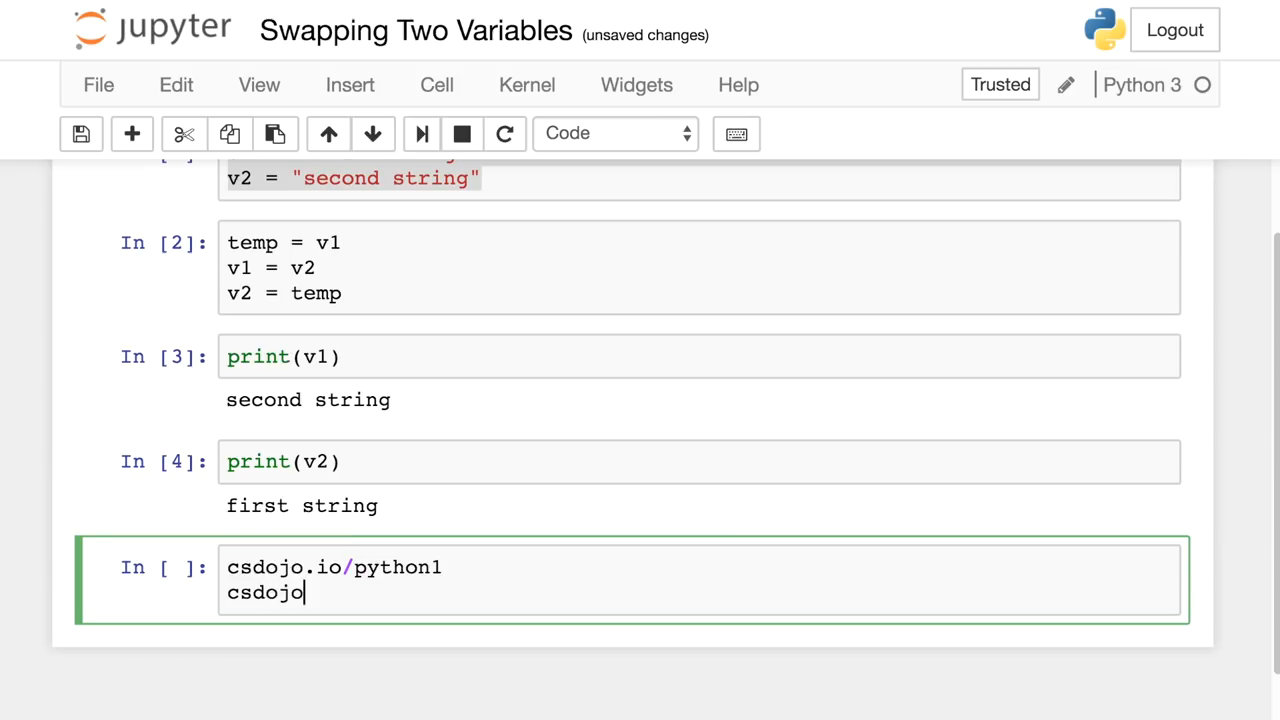 jupyter Swapping Two Variables (unsaved changes) Logout
File Edit View Insert Cell Kernel Widgets Help Trusted Python 3
Code
v2 = "second string"
In [2]: temp = v1
v1 = v2
v2 = temp
In [3]: print(v1)
second string
In [4]: print(v2)
first string
In [ ]: csdojo.io/python1
csdojo